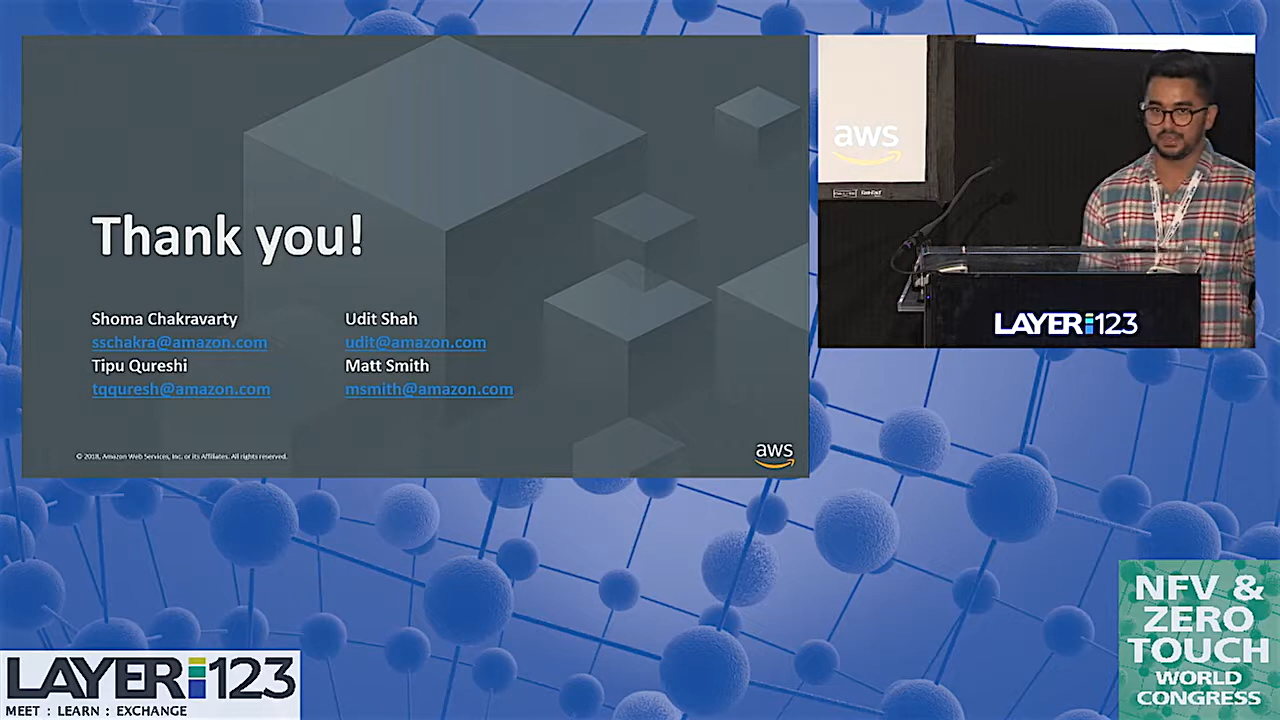 Thank you!
Shoma Chakravarty
sschakra@amazon.com
Tipu Qureshi
tqquresh@amazon.com
Udit Shah
udit@amazon.com
Matt Smith
msmith@amazon.com
© 2018, Amazon Web Services, Inc. or its Affiliates. All rights reserved.
aws
aws
LAYER123
LAYER123
MEET : LEARN : EXCHANGE
NFV &
ZERO
TOUCH
WORLD
CONGRESS